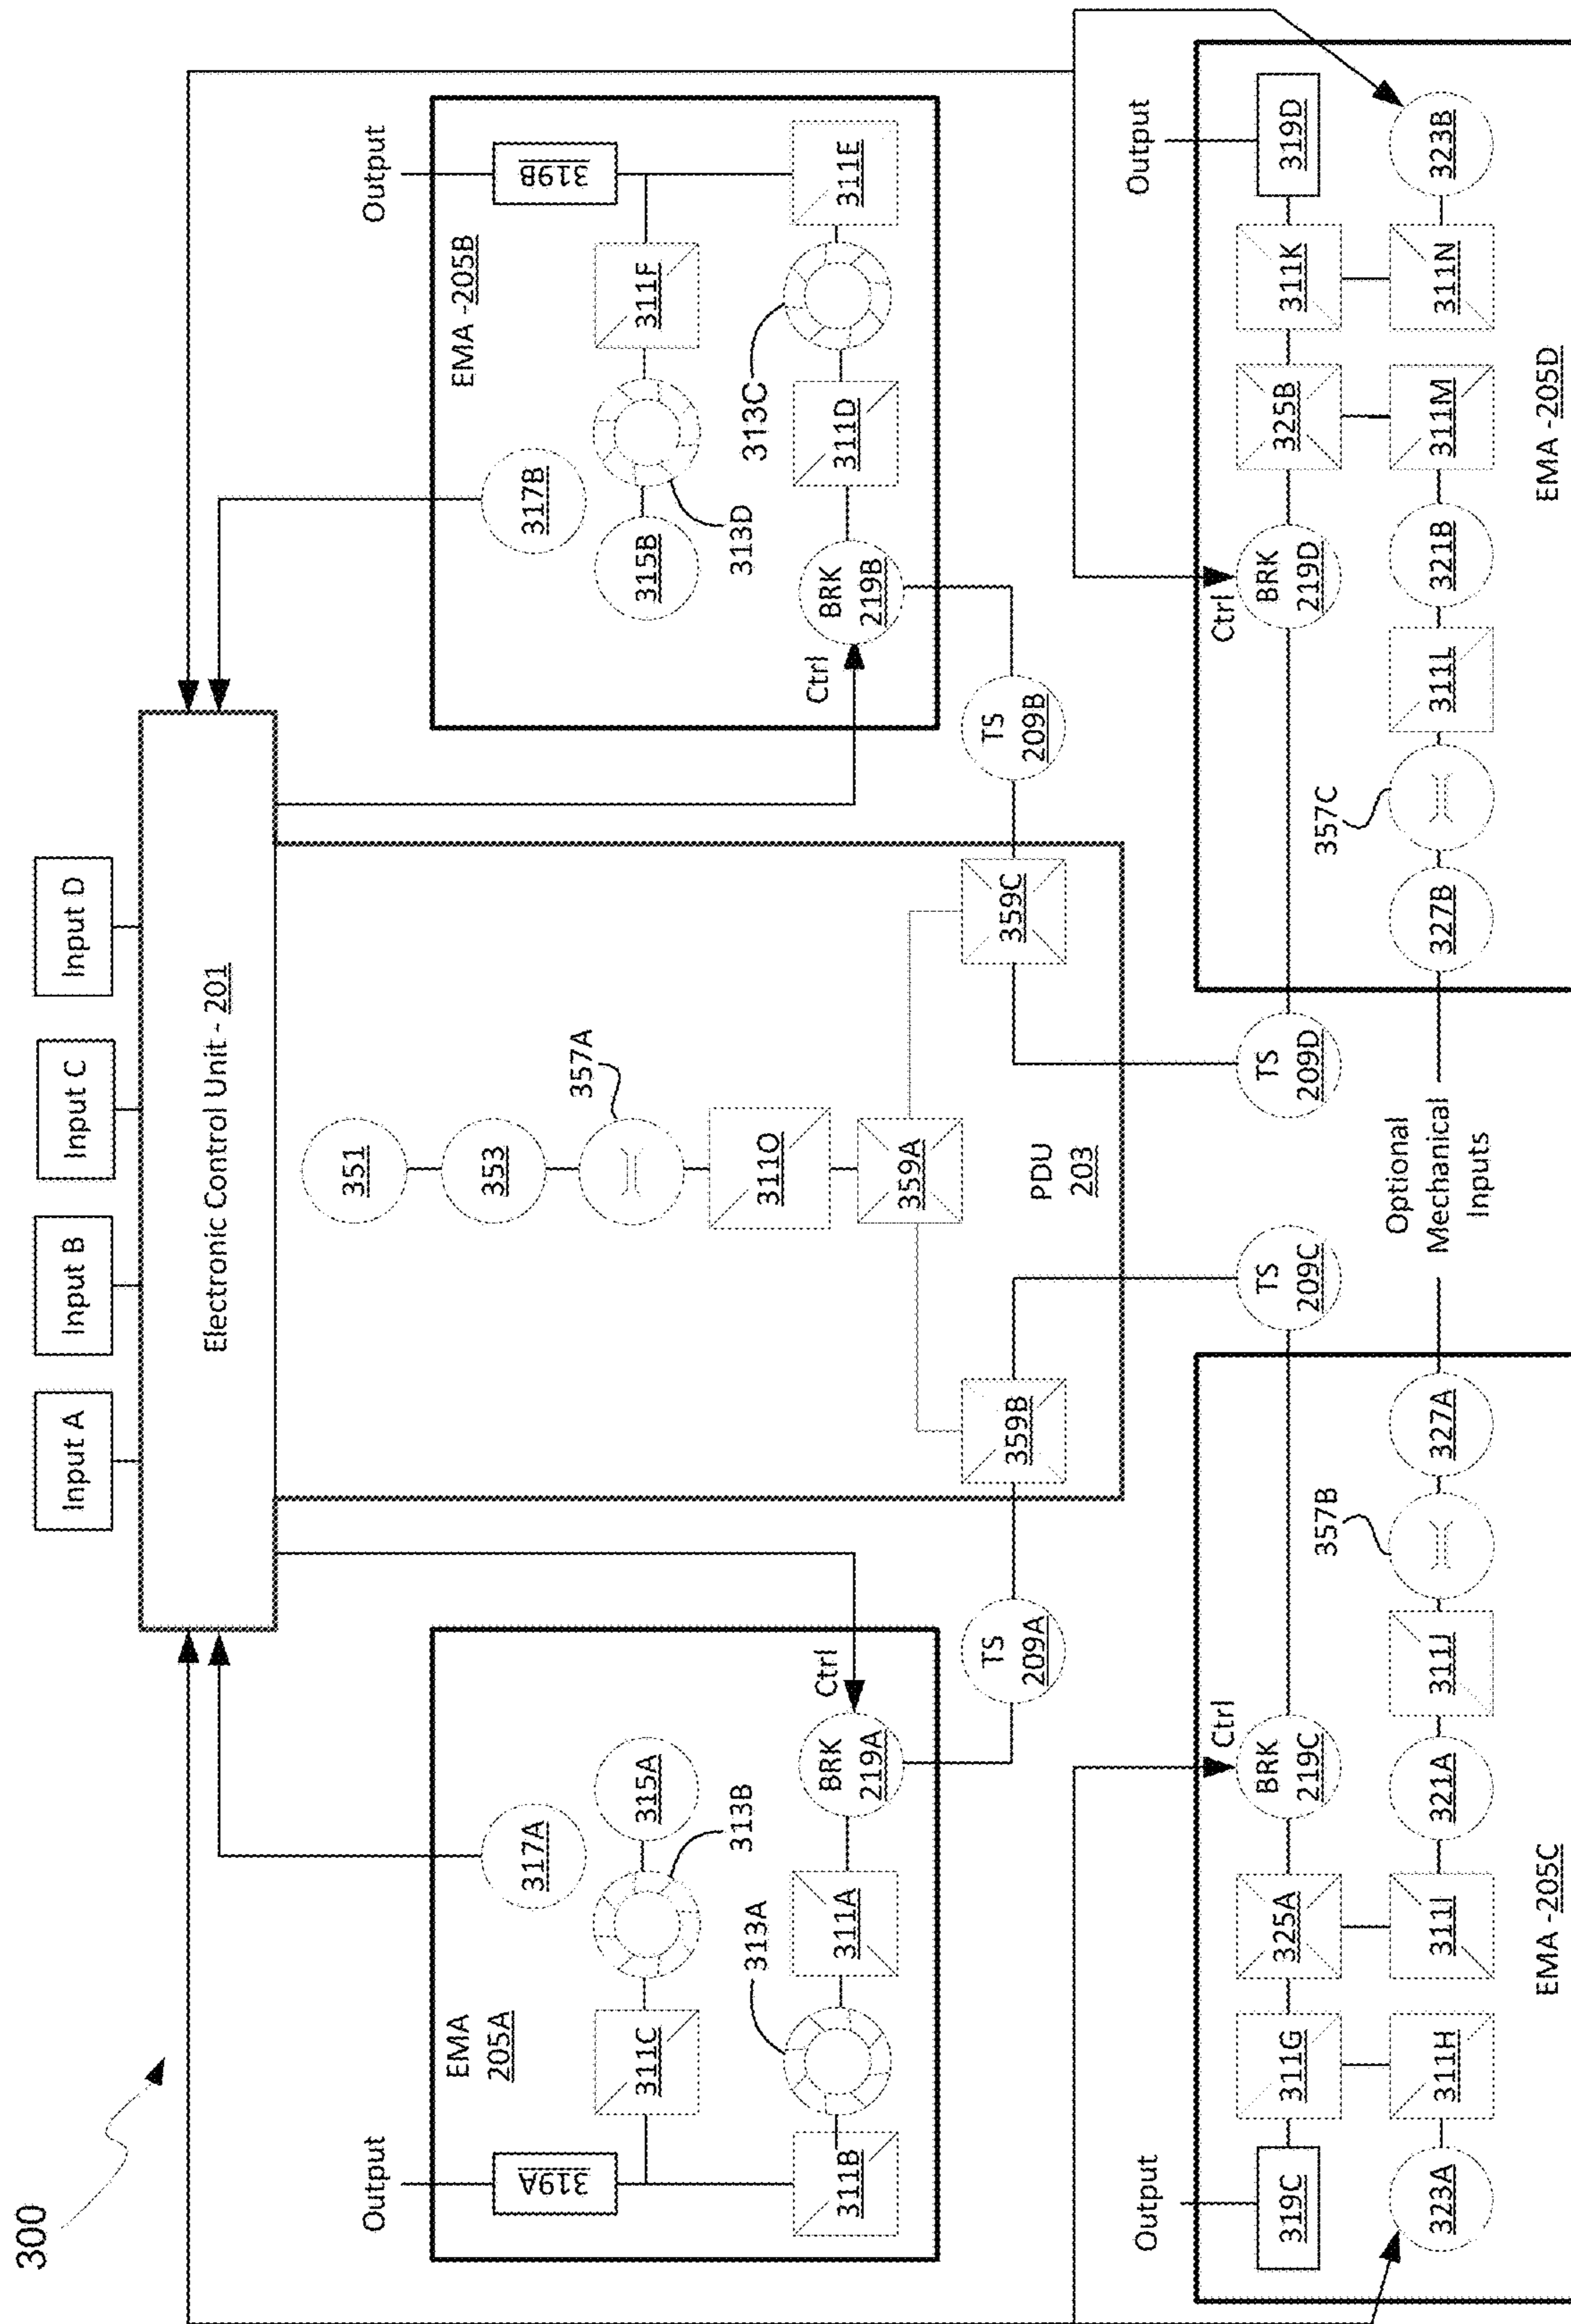 300
Input A
Input B
Input C
Input D
Electronic Control Unit - 201
Output
319A
EMA
205A
317A
315A
313B
311C
313A
311B
311A
BRK
219A
Ctrl
TS
209A
351
353
357A
311O
359A
359B
359C
PDU
203
Output
319B
EMA -205B
317B
315B
313D
311F
313C
311E
311D
BRK
219B
Ctrl
TS
209B
Output
319C
311G
325A
BRK
219C
Ctrl
TS
209C
323A
311H
311I
321A
311J
357B
327A
EMA -205C
Optional
Mechanical
Inputs
TS
209D
Ctrl
BRK
219D
325B
311K
319D
Output
327B
357C
311L
321B
311M
311N
323B
EMA -205D